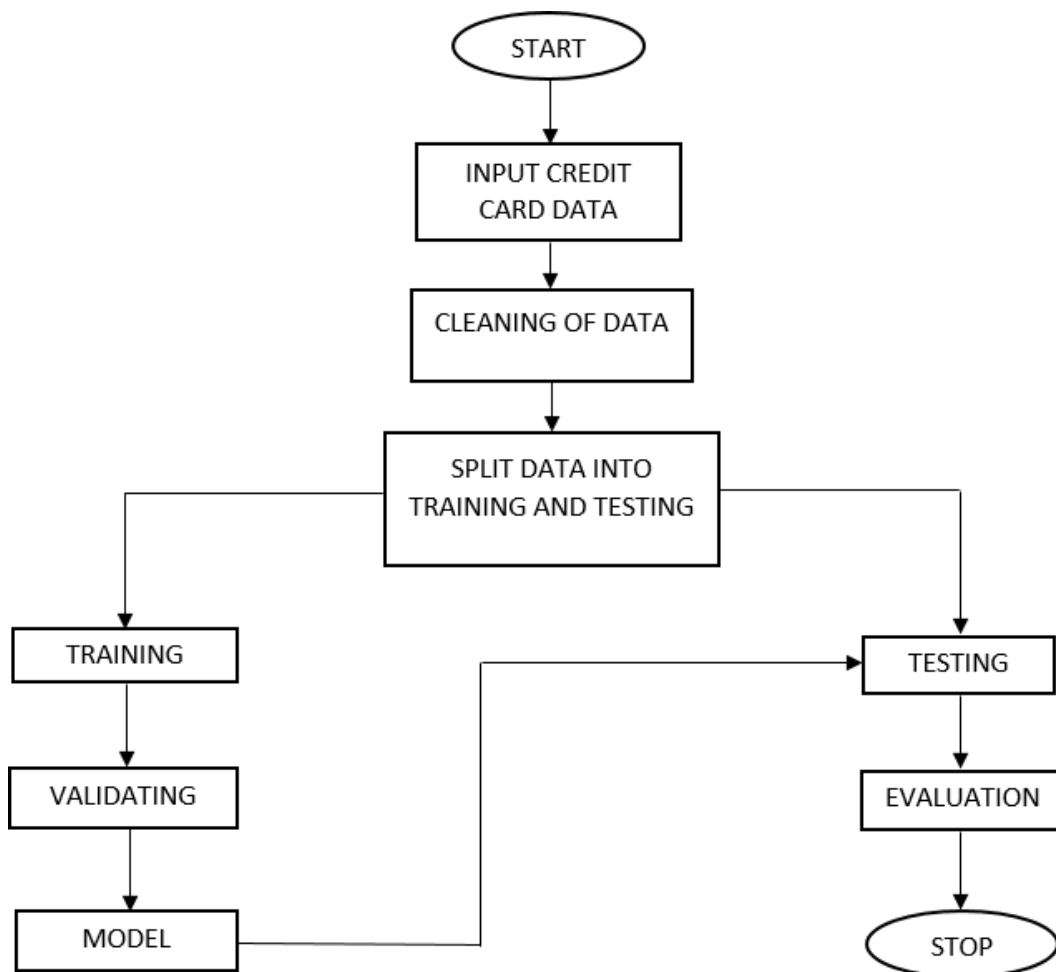 START
INPUT CREDIT
CARD DATA
CLEANING OF DATA
SPLIT DATA INTO
TRAINING AND TESTING
TRAINING
VALIDATING
MODEL
TESTING
EVALUATION
STOP